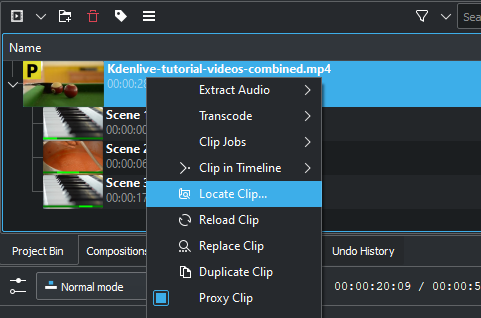 Sea
Name
P
Kdenlive-tutorial-videos-combined.mp4
00:00:28
Extract Audio
Scene 1
00:00:00
Transcode
Clip Jobs
Scene 2
00:00:06
Clip in Timeline
Scene 3
00:00:17
Locate Clip...
Reload Clip
Replace Clip
Project Bin
Compositions
Undo History
Duplicate Clip
Normal mode
Proxy Clip
00:00:20:09 / 00:00:5